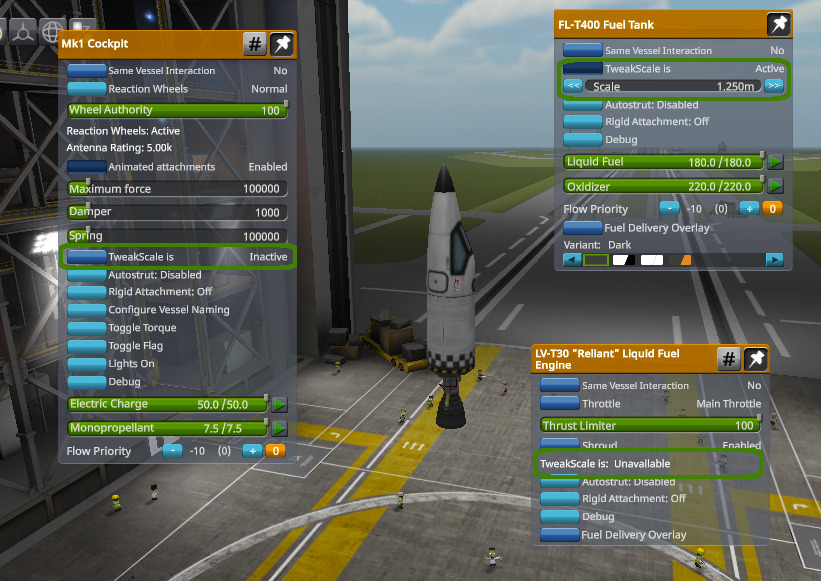 Mk1 Cockpit #
Same Vessel Interaction No
Reaction Wheels Normal
Wheel Authority 100
Reaction Wheels: Active
Antenna Rating: 5.00k
Animated attachments Enabled
Maximum force 100000
Damper 1000
Spring 100000
TweakScale is Inactive
Autostrut: Disabled
Rigid Attachment: Off
Configure Vessel Naming
Toggle Torque
Toggle Flag
Lights On
Debug
Electric Charge 50.0 /50.0
Monopropellant 7.5 /7.5
Flow Priority - -10 (0) + 0
FL-T400 Fuel Tank
Same Vessel Interaction No
TweakScale is Active
<< Scale 1.250m >>
Autostrut: Disabled
Rigid Attachment: Off
Debug
Liquid Fuel 180.0 /180.0
Oxidizer 220.0 /220.0
Flow Priority - -10 (0) + 0
Fuel Delivery Overlay
Variant: Dark
LV-T30 "Reliant" Liquid Fuel
Engine #
Same Vessel Interaction No
Throttle Main Throttle
Thrust Limiter 100
Shroud Enabled
TweakScale is: Unavailable
Autostrut: Disabled
Rigid Attachment: Off
Debug
Fuel Delivery Overlay